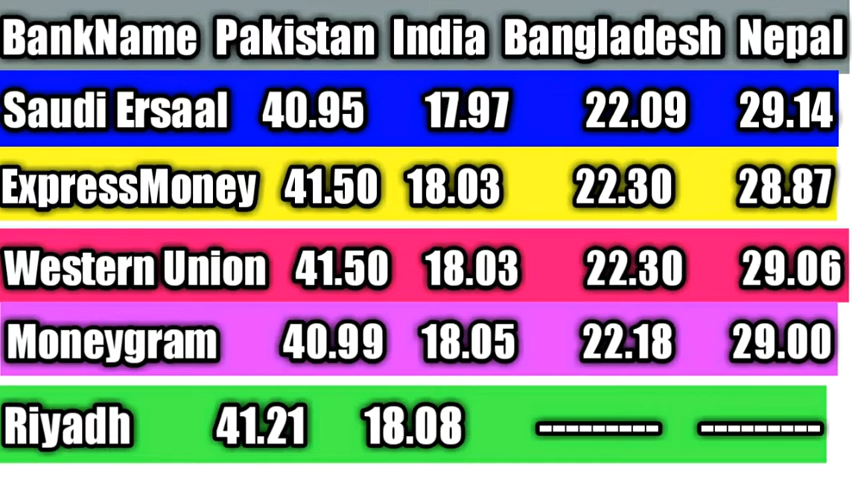 BankName Pakistan India Bangladesh Nepal
Saudi Ersaal 40.95 17.97 22.09 29.14
ExpressMoney 41.50 18.03 22.30 28.87
Western Union 41.50 18.03 22.30 29.06
Moneygram 40.99 18.05 22.18 29.00
Riyadh 41.21 18.08 --------- ---------